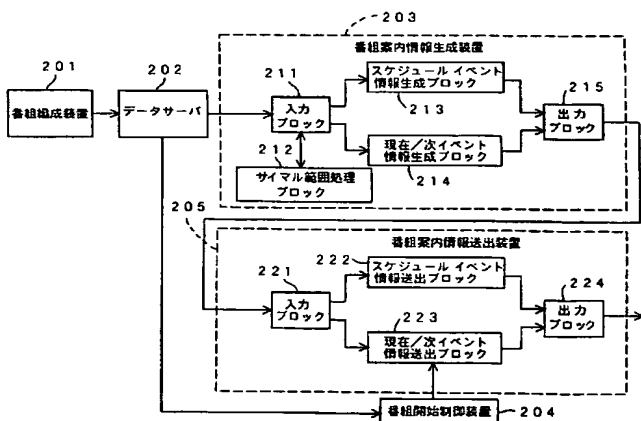 203
番組案内情報生成装置
201
番組組成装置
202
データサーバ
211
入力
ブロック
スケジュール イベント
情報生成ブロック
213
215
出力
ブロック
212
サイマル範囲処理
ブロック
現在/次イベント
情報生成ブロック
214
205
番組案内情報送出装置
221
入力
ブロック
222
スケジュール イベント
情報送出ブロック
223
現在/次イベント
情報送出ブロック
224
出力
ブロック
番組開始制御装置
204